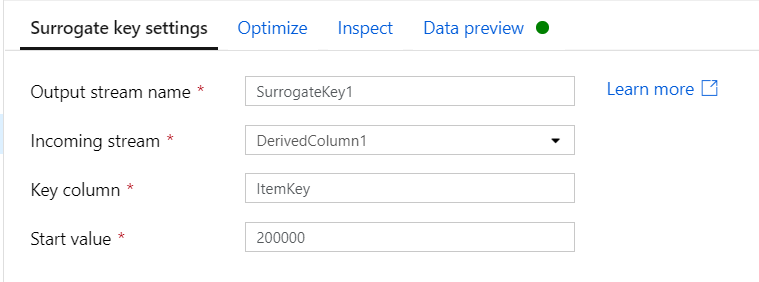 Surrogate key settings Optimize Inspect Data preview
Output stream name * SurrogateKey1 Learn more
Incoming stream * DerivedColumn1
Key column * ItemKey
Start value * 200000